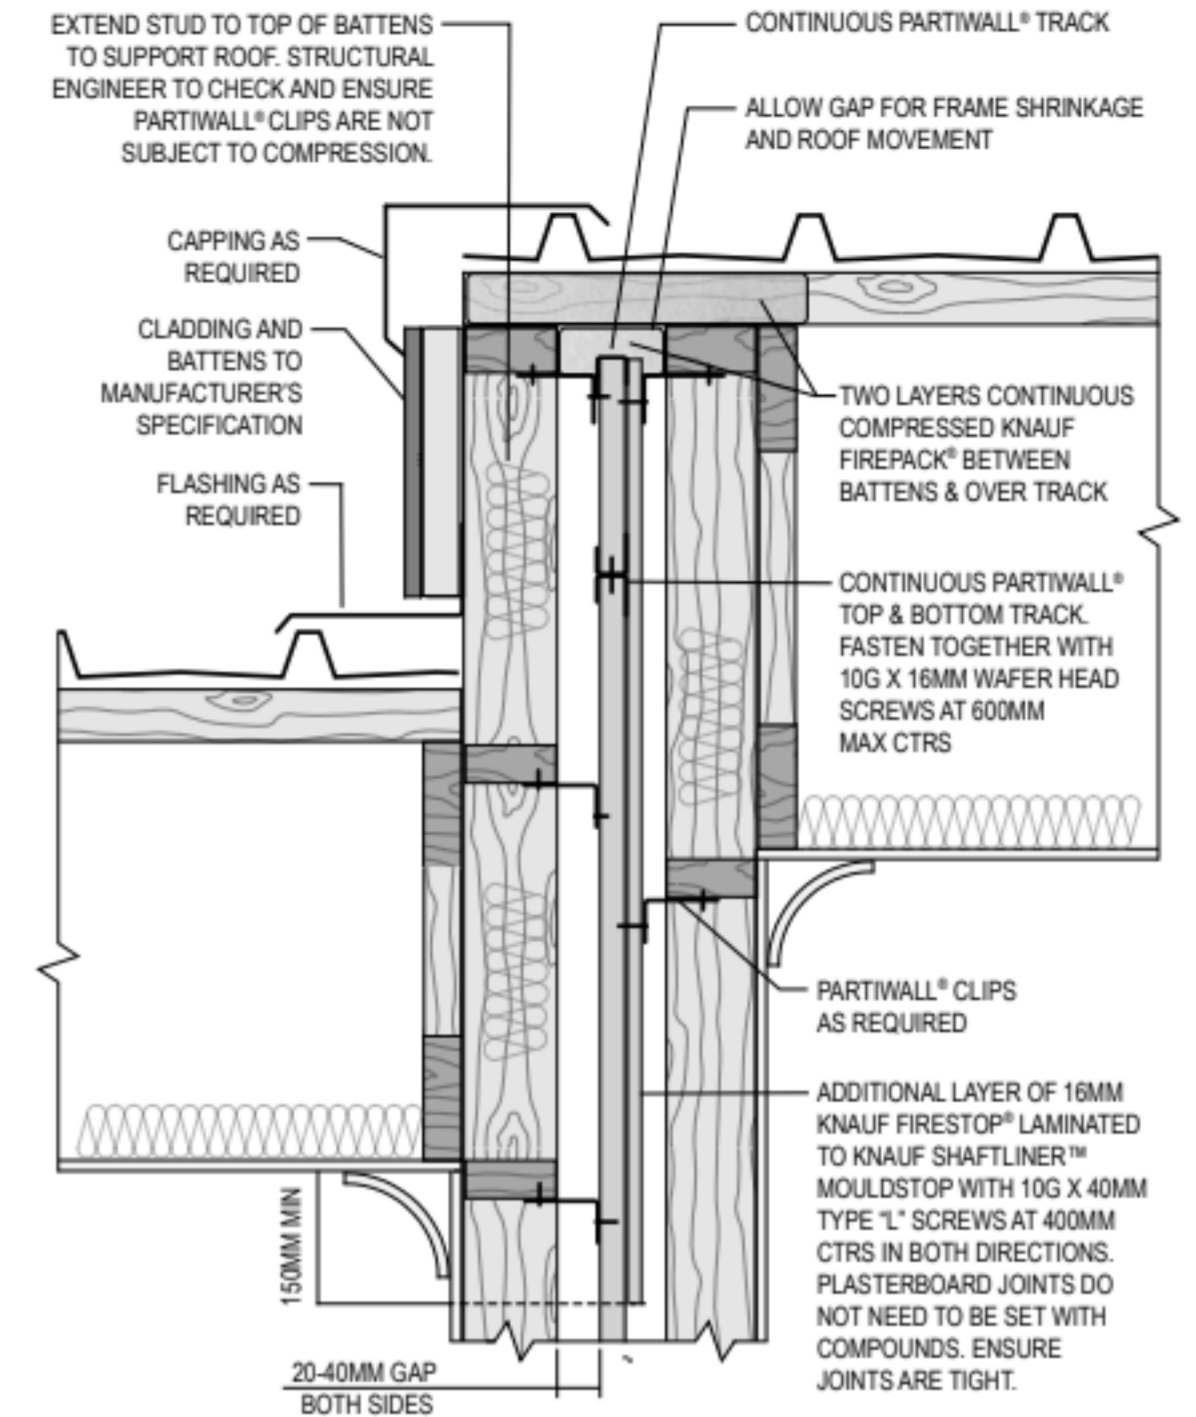 EXTEND STUD TO TOP OF BATTENS
TO SUPPORT ROOF. STRUCTURAL
ENGINEER TO CHECK AND ENSURE
PARTIWALL® CLIPS ARE NOT
SUBJECT TO COMPRESSION.
CONTINUOUS PARTIWALL® TRACK
ALLOW GAP FOR FRAME SHRINKAGE
AND ROOF MOVEMENT
CAPPING AS
REQUIRED
CLADDING AND
BATTENS TO
MANUFACTURER'S
SPECIFICATION
FLASHING AS
REQUIRED
TWO LAYERS CONTINUOUS
COMPRESSED KNAUF
FIREPACK® BETWEEN
BATTENS & OVER TRACK
CONTINUOUS PARTIWALL®
TOP & BOTTOM TRACK.
FASTEN TOGETHER WITH
10G X 16MM WAFER HEAD
SCREWS AT 600MM
MAX CTRS
PARTIWALL® CLIPS
AS REQUIRED
ADDITIONAL LAYER OF 16MM
KNAUF FIRESTOP® LAMINATED
TO KNAUF SHAFTLINER™
MOULDSTOP WITH 10G X 40MM
TYPE "L" SCREWS AT 400MM
CTRS IN BOTH DIRECTIONS.
PLASTERBOARD JOINTS DO
NOT NEED TO BE SET WITH
COMPOUNDS. ENSURE
JOINTS ARE TIGHT.
150MM MIN
20-40MM GAP
BOTH SIDES